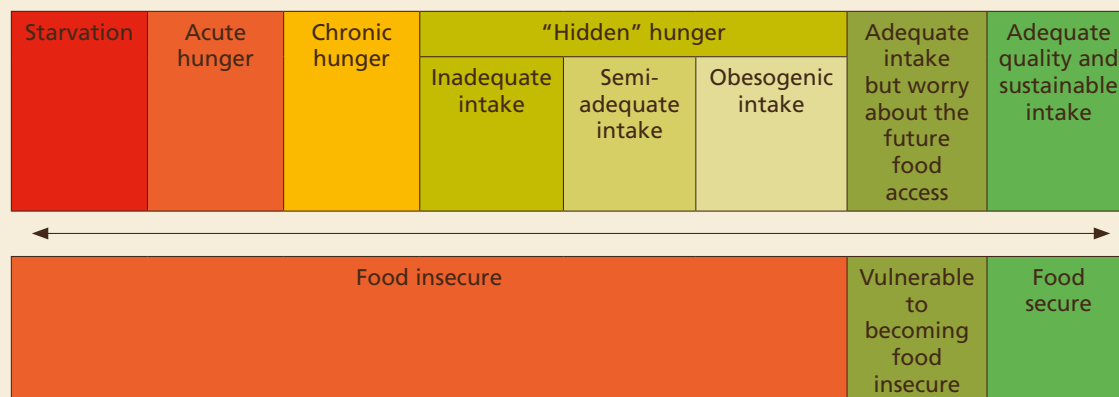 Starvation
Acute
hunger
Chronic
hunger
“Hidden” hunger
Inadequate
intake
Semi-
adequate
intake
Obesogenic
intake
Adequate
intake
but worry
about the
future
food
access
Adequate
quality and
sustainable
intake
Food insecure
Vulnerable
to
becoming
food
insecure
Food
secure